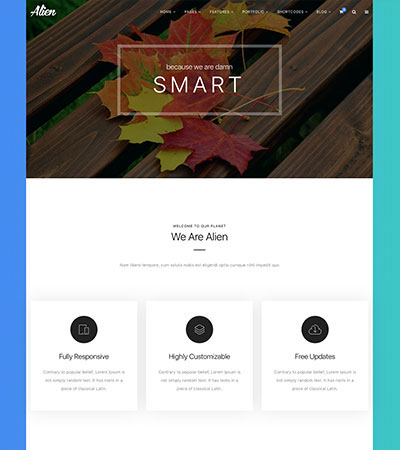 Alien
HOME PAGES FEATURES PORTFOLIO SHORTCODES BLOG
because we are damn
SMART
WELCOME TO OUR PLANET
We Are Alien
Alien libero tempore, cum soluta nobis est eligendi optio cumque nihil impedit quo.
Fully Responsive
Contrary to popular belief, Lorem Ipsum is
not simply random text. It has roots in a
piece of classical Latin.
Highly Customizable
Contrary to popular belief, Lorem Ipsum is
not simply random text. It has roots in a
piece of classical Latin.
Free Updates
Contrary to popular belief, Lorem Ipsum is
not simply random text. It has roots in a
piece of classical Latin.